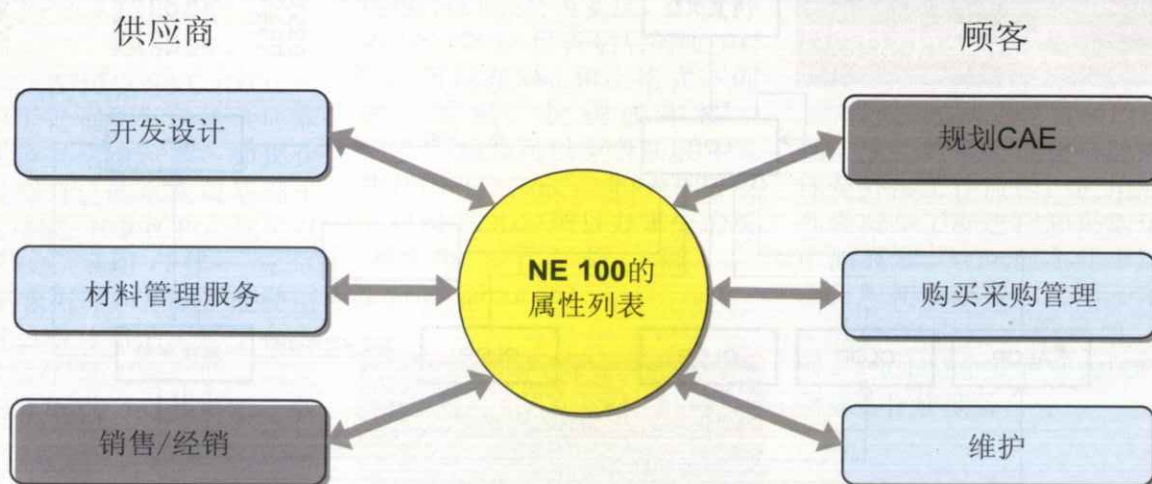 供应商
顾客
开发设计
规划CAE
NE 100的
属性列表
材料管理服务
购买采购管理
销售/经销
维护